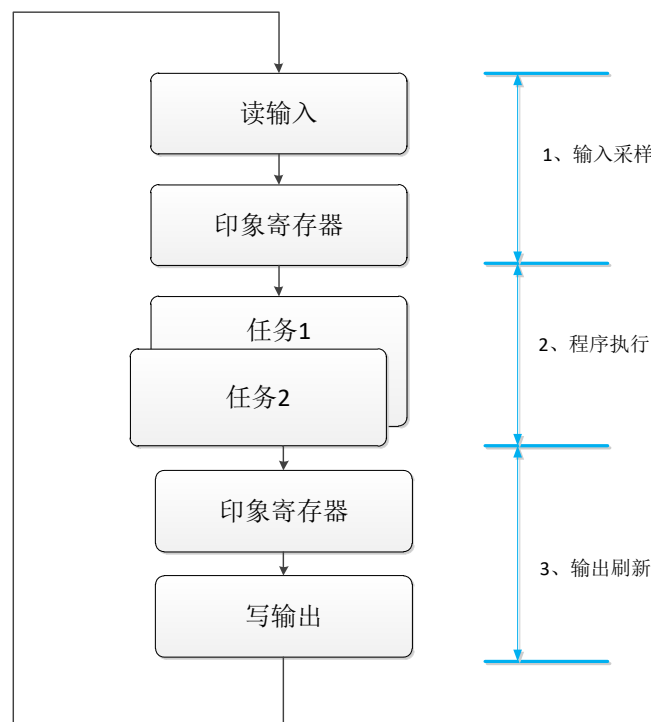 读输入
1、输入采样
印象寄存器
任务1
2、程序执行
任务2
印象寄存器
3、输出刷新
写输出